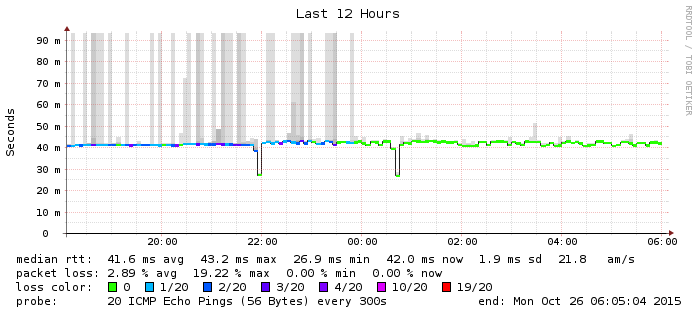 Last 12 Hours
RRDTOOL / TOBI OETIKER
Seconds
90 m
80 m
70 m
60 m
50 m
40 m
30 m
20 m
10 m
0
20:00 22:00 00:00 02:00 04:00 06:00
median rtt: 41.6 ms avg 43.2 ms max 26.9 ms min 42.0 ms now 1.9 ms sd 21.8 am/s
packet loss: 2.89 % avg 19.22 % max 0.00 % min 0.00 % now
loss color: 0 1/20 2/20 3/20 4/20 10/20 19/20
probe: 20 ICMP Echo Pings (56 Bytes) every 300s end: Mon Oct 26 06:05:04 2015